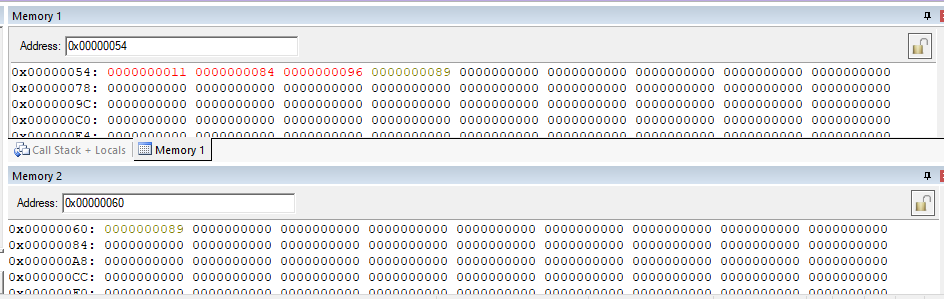 Memory 1
Address: 0x00000054
0x00000054: 0000000011 0000000084 0000000096 0000000089 0000000000 0000000000 0000000000 0000000000 0000000000
0x00000078: 0000000000 0000000000 0000000000 0000000000 0000000000 0000000000 0000000000 0000000000 0000000000
0x0000009C: 0000000000 0000000000 0000000000 0000000000 0000000000 0000000000 0000000000 0000000000 0000000000
0x000000C0: 0000000000 0000000000 0000000000 0000000000 0000000000 0000000000 0000000000 0000000000 0000000000
0x000000E4: 0000000000 0000000000 0000000000 0000000000 0000000000 0000000000 0000000000 0000000000 0000000000
Call Stack + Locals Memory 1
Memory 2
Address: 0x00000060
0x00000060: 0000000089 0000000000 0000000000 0000000000 0000000000 0000000000 0000000000 0000000000 0000000000
0x00000084: 0000000000 0000000000 0000000000 0000000000 0000000000 0000000000 0000000000 0000000000 0000000000
0x000000A8: 0000000000 0000000000 0000000000 0000000000 0000000000 0000000000 0000000000 0000000000 0000000000
0x000000CC: 0000000000 0000000000 0000000000 0000000000 0000000000 0000000000 0000000000 0000000000 0000000000
0x000000F0: 0000000000 0000000000 0000000000 0000000000 0000000000 0000000000 0000000000 0000000000 0000000000